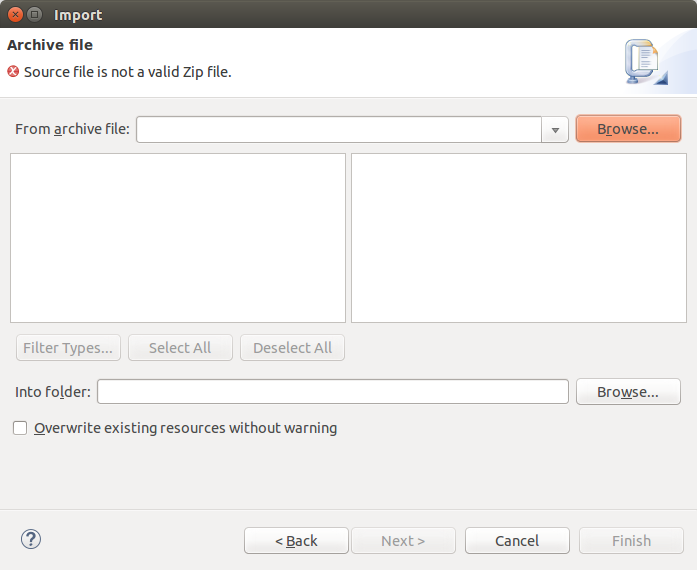 Import
Archive file
Source file is not a valid Zip file.
From archive file:
Browse...
Filter Types...
Select All
Deselect All
Into folder:
Browse...
Overwrite existing resources without warning
?
< Back
Next >
Cancel
Finish